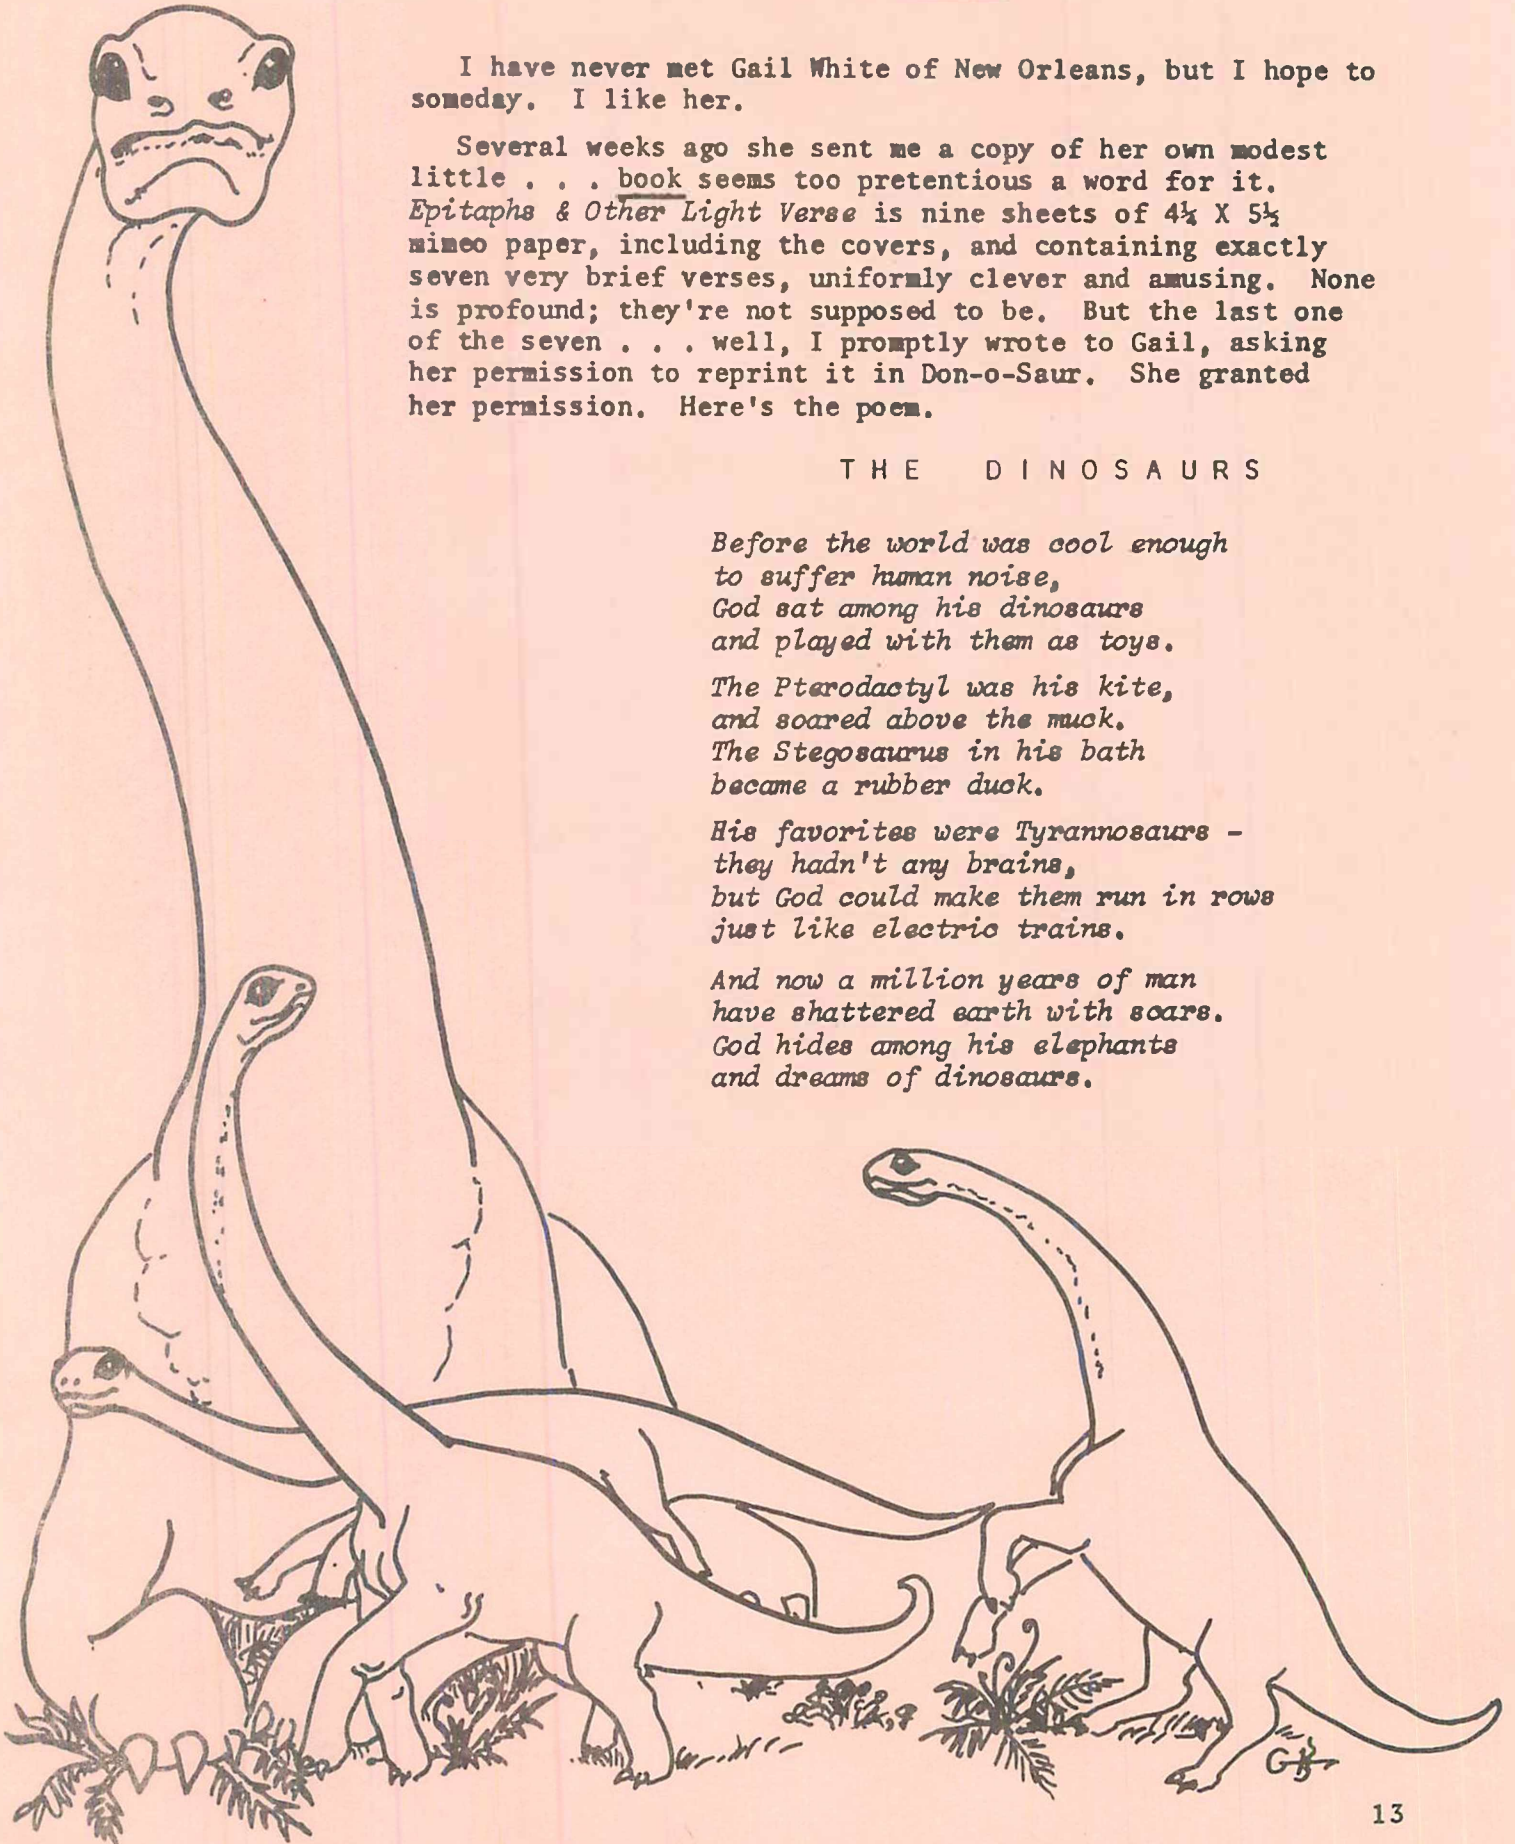 I have never met Gail White of New Orleans, but I hope to
someday. I like her.
Several weeks ago she sent me a copy of her own modest
little . . . book seems too pretentious a word for it.
Epitaphs & Other Light Verse is nine sheets of 4¼ X 5½
mimeo paper, including the covers, and containing exactly
seven very brief verses, uniformly clever and amusing. None
is profound; they're not supposed to be. But the last one
of the seven . . . well, I promptly wrote to Gail, asking
her permission to reprint it in Don-o-Saur. She granted
her permission. Here's the poem.
THE DINOSAURS
Before the world was cool enough
to suffer human noise,
God sat among his dinosaurs
and played with them as toys.
The Pterodactyl was his kite,
and soared above the muck.
The Stegosaurus in his bath
became a rubber duck.
His favorites were Tyrannosaurs -
they hadn't any brains,
but God could make them run in rows
just like electric trains.
And now a million years of man
have shattered earth with scars.
God hides among his elephants
and dreams of dinosaurs.
13